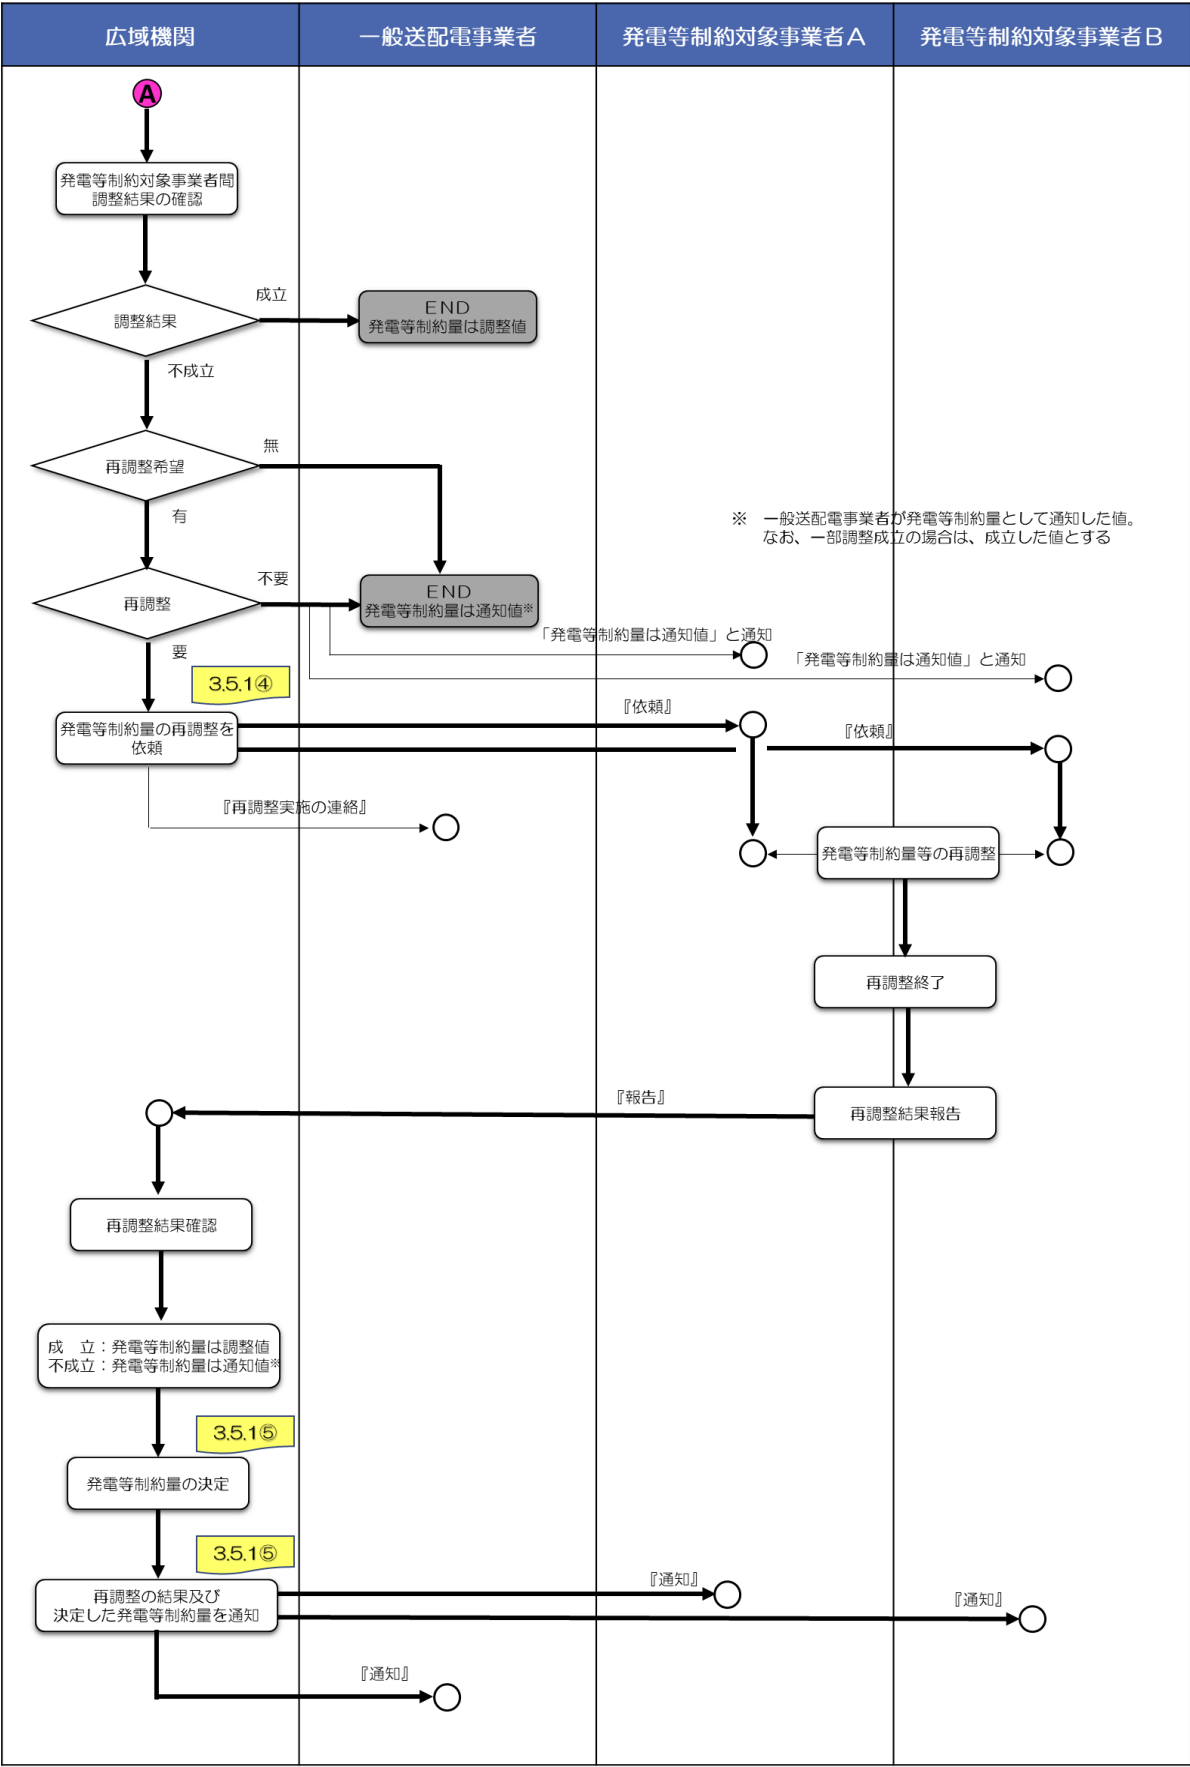 広域機関
一般送配電事業者
発電等制約対象事業者A
発電等制約対象事業者B
A
発電等制約対象事業者間
調整結果の確認
調整結果
成立
END
発電等制約量は調整値
不成立
再調整希望
無
有
※　一般送配電事業者が発電等制約量として通知した値。
なお、一部調整成立の場合は、成立した値とする
再調整
不要
END
発電等制約量は通知値※
「発電等制約量は通知値」と通知
「発電等制約量は通知値」と通知
要
3.5.1④
発電等制約量の再調整を
依頼
『依頼』
『依頼』
『再調整実施の連絡』
発電等制約量等の再調整
再調整終了
『報告』
再調整結果報告
再調整結果確認
成　立：発電等制約量は調整値
不成立：発電等制約量は通知値※
3.5.1⑤
発電等制約量の決定
3.5.1⑤
再調整の結果及び
決定した発電等制約量を通知
『通知』
『通知』
『通知』